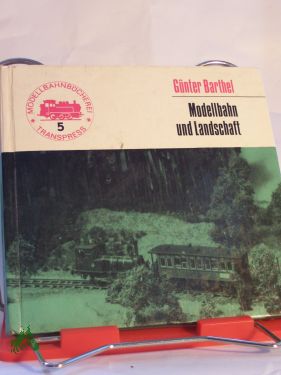 Günter Barthel
Modellbahn
und Landschaft
MODELLBAHNBÜCHEREI
5
TRANSPRESS